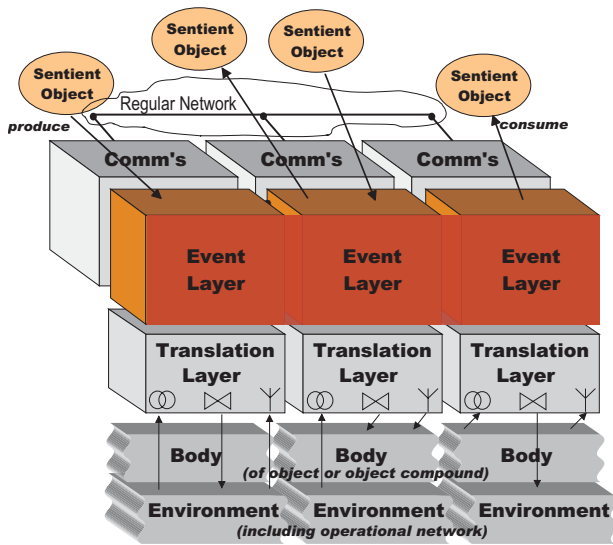 Sentient
Object
Sentient
Object
Sentient
Object
Sentient
Object
Regular Network
produce
consume
Comm's
Comm's
Comm's
Event
Layer
Event
Layer
Event
Layer
Translation
Layer
Translation
Layer
Translation
Layer
Body
Body
Body
(of object or object compound)
Environment
Environment
Environment
(including operational network)